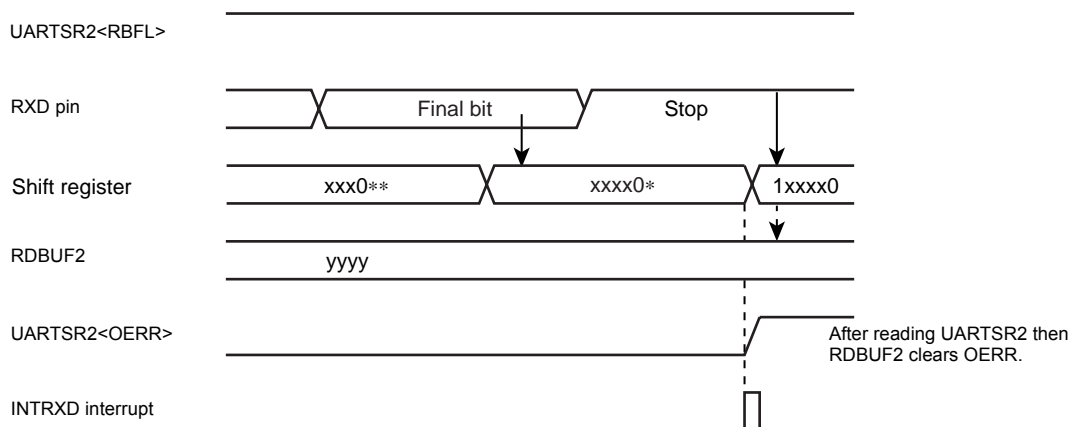 UARTSR2<RBFL>
RXD pin
Final bit
Stop
Shift register
xxx0**
xxxx0*
1xxxx0
RDBUF2
yyyy
UARTSR2<OERR>
After reading UARTSR2 then
RDBUF2 clears OERR.
INTRXD interrupt